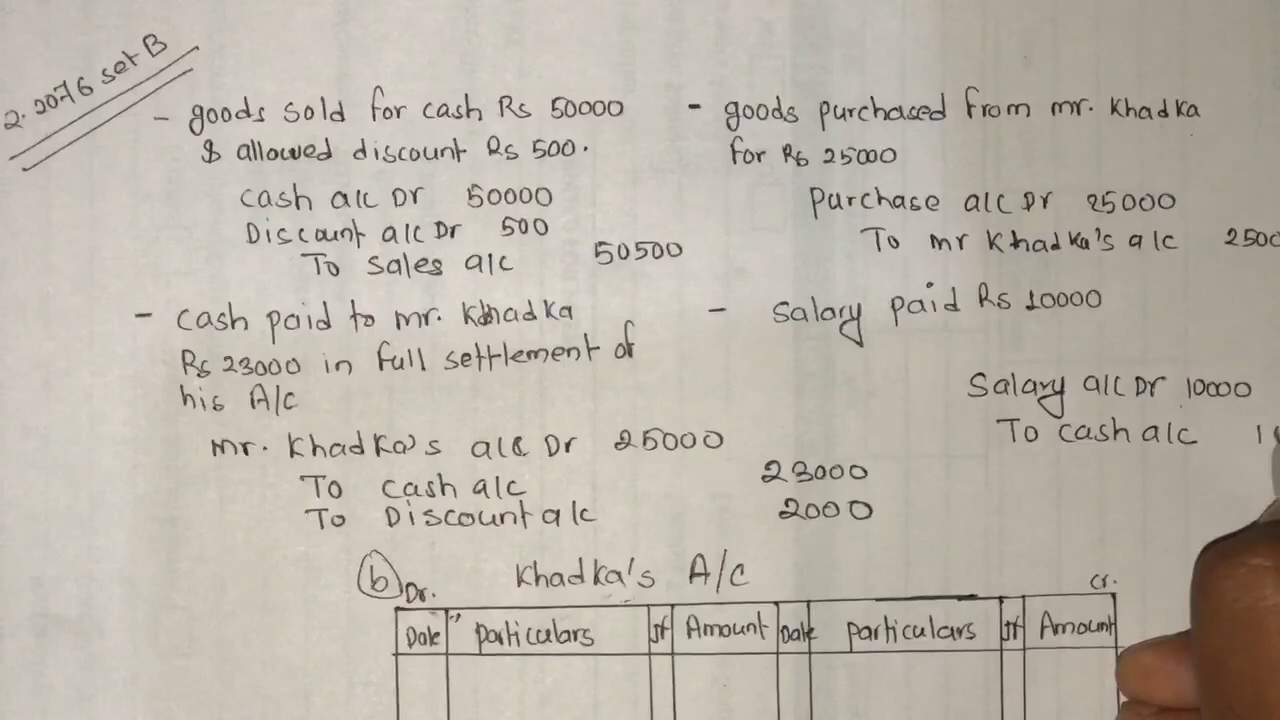 2. 2076 set B
- goods sold for cash Rs 50000
& allowed discount Rs 500.
cash a/c Dr 50000
Discount a/c Dr 500
To sales a/c 50500
- goods purchased from mr. Khadka
for Rs 25000
Purchase a/c Dr 25000
To mr Khadka's a/c 2500
- cash paid to mr. Khadka
Rs 23000 in full settlement of
his A/c
mr. Khadka's a/c Dr 25000
To cash a/c 23000
To Discount a/c 2000
- Salary paid Rs 10000
Salary a/c Dr 10000
To cash a/c 1
(b) Khadka's A/C
Dr. Cr.
Date Particulars Jf Amount Date Particulars Jf Amount